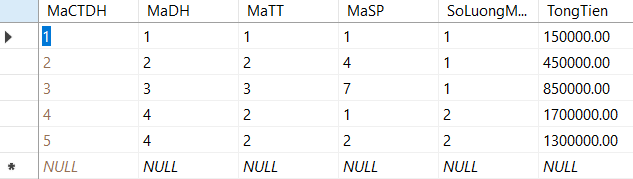 MaCTDH MaDH MaTT MaSP SoLuongM... TongTien
1 1 1 1 1 150000.00
2 2 2 4 1 450000.00
3 3 3 7 1 850000.00
4 4 2 1 2 1700000.00
5 4 2 2 2 1300000.00
* NULL NULL NULL NULL NULL NULL